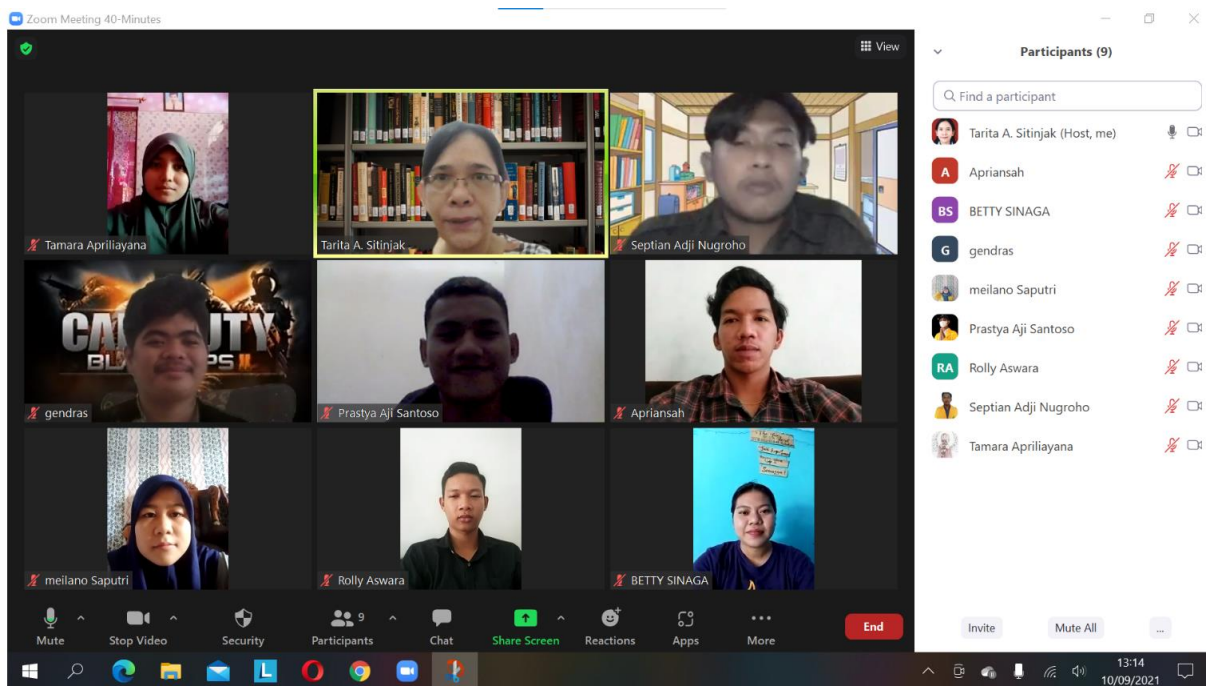 Zoom Meeting 40-Minutes
View
Participants (9)
Find a participant
Tarita A. Sitinjak (Host, me)
A Apriansah
BS BETTY SINAGA
G gendras
meilano Saputri
Prastya Aji Santoso
RA Rolly Aswara
Septian Adji Nugroho
Tamara Apriliayana
Tamara Apriliayana
Tarita A. Sitinjak
Septian Adji Nugroho
CALL DUTY
BLACK OPS II
gendras
Prastya Aji Santoso
Apriansah
meilano Saputri
Rolly Aswara
BETTY SINAGA
Mute
Stop Video
Security
9
Participants
Chat
Share Screen
Reactions
Apps
More
End
Invite
Mute All
...
L
13:14
10/09/2021